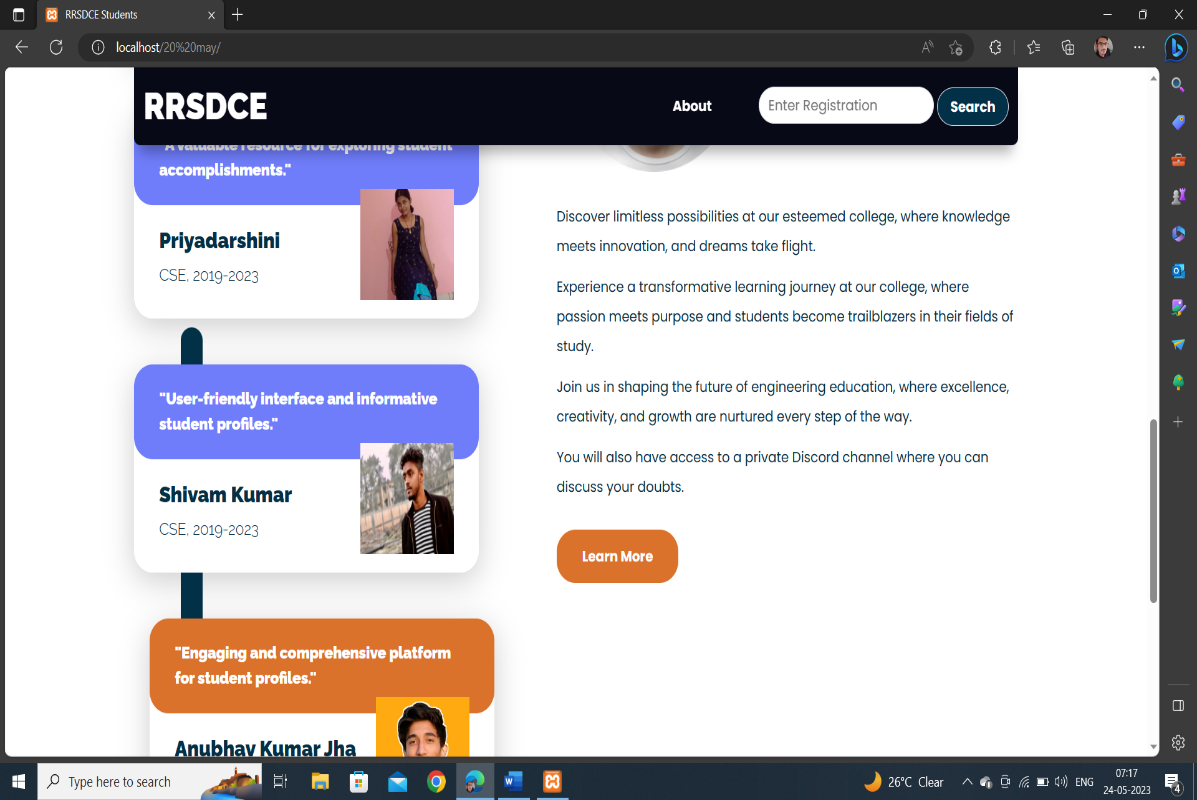 RRSDCE Students
localhost/20%20may/
RRSDCE
About
Enter Registration
Search
"A valuable resource for exploring student
accomplishments."
Priyadarshini
CSE, 2019-2023
"User-friendly interface and informative
student profiles."
Shivam Kumar
CSE, 2019-2023
"Engaging and comprehensive platform
for student profiles."
Anubhav Kumar Jha
Discover limitless possibilities at our esteemed college, where knowledge
meets innovation, and dreams take flight.
Experience a transformative learning journey at our college, where
passion meets purpose and students become trailblazers in their fields of
study.
Join us in shaping the future of engineering education, where excellence,
creativity, and growth are nurtured every step of the way.
You will also have access to a private Discord channel where you can
discuss your doubts.
Learn More
Type here to search
26°C Clear
ENG
07:17
24-05-2023
4